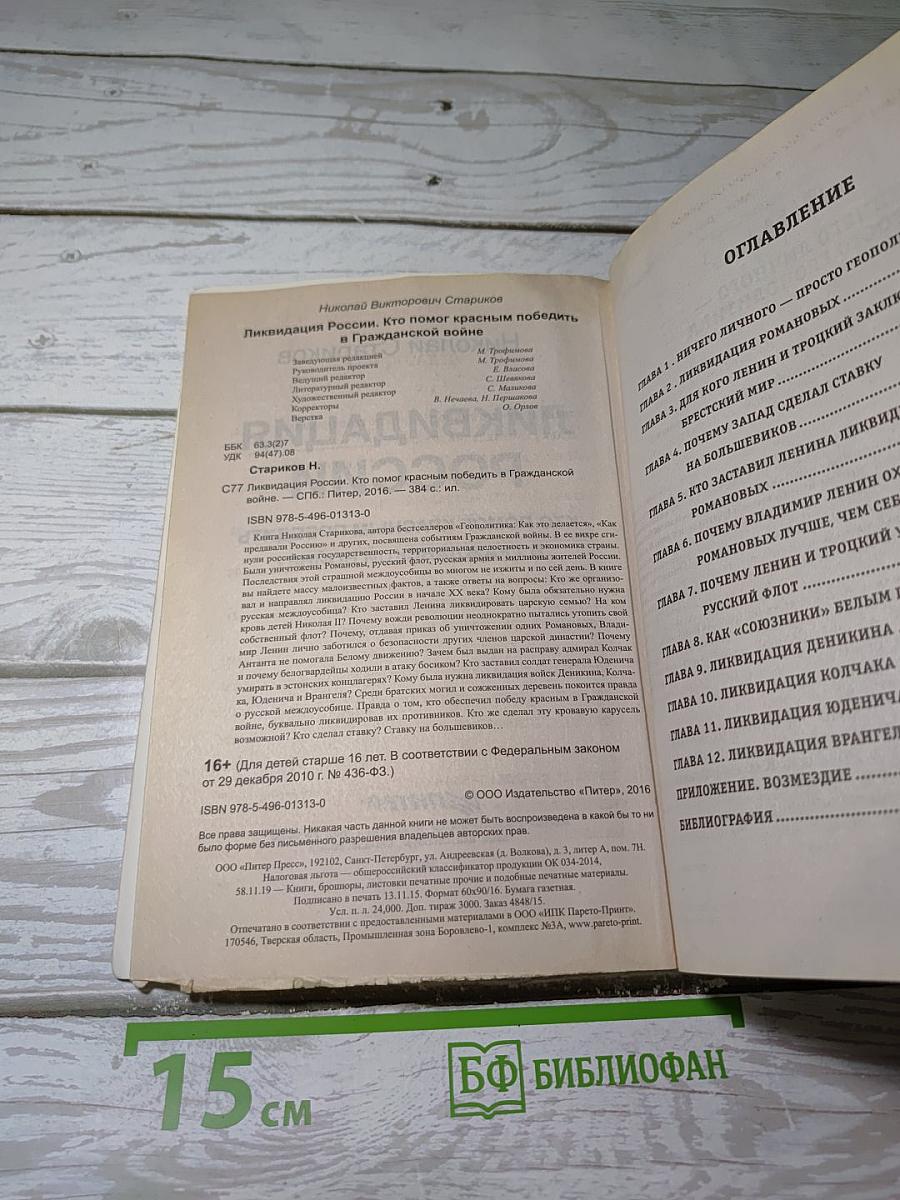 Николай Викторович Стариков
Ликвидация России. Кто помог красным победить
в Гражданской войне
Заведующая редакцией М. Трофимова
Руководитель проекта М. Трофимова
Ведущий редактор Е. Власова
Литературный редактор С. Шевякова
Художественный редактор С. Маликова
Корректоры В. Нечаева, Н. Першакова
Верстка О. Орлов
ББК 63.3(2)7
УДК 94(47).08
Стариков Н.
С77 Ликвидация России. Кто помог красным победить в Гражданской
войне. — СПб.: Питер, 2016. — 384 с.: ил.
ISBN 978-5-496-01313-0
Книга Николая Старикова, автора бестселлеров «Геополитика: Как это делается», «Как
предавали Россию» и других, посвящена событиям Гражданской войны. В ее вихре сги-
нули российская государственность, территориальная целостность и экономика страны.
Были уничтожены Романовы, русский флот, русская армия и миллионы жителей России.
Последствия этой страшной междоусобицы во многом не изжиты и по сей день. В книге
вы найдете массу малоизвестных фактов, а также ответы на вопросы: Кто же организо-
вал и направлял ликвидацию России в начале XX века? Кому была обязательно нужна
русская междоусобица? Кто заставил Ленина ликвидировать царскую семью? На ком
кровь детей Николая II? Почему вожди революции неоднократно пытались утопить свой
собственный флот? Почему, отдавая приказ об уничтожении одних Романовых, Влади-
мир Ленин лично заботился о безопасности других членов царской династии? Почему
Антанта не помогала Белому движению? Зачем был выдан на расправу адмирал Колчак
и почему белогвардейцы ходили в атаку босиком? Кто заставил солдат генерала Юденича
умирать в эстонских концлагерях? Кому была нужна ликвидация войск Деникина, Колча-
ка, Юденича и Врангеля? Среди братских могил и сожженных деревень покоится правда
о русской междоусобице. Правда о том, кто обеспечил победу красным в Гражданской
войне, буквально ликвидировав их противников. Кто же сделал эту кровавую карусель
возможной? Кто сделал ставку? Ставку на большевиков…
16+ (Для детей старше 16 лет. В соответствии с Федеральным законом
от 29 декабря 2010 г. № 436-ФЗ.)
© ООО Издательство «Питер», 2016
ISBN 978-5-496-01313-0
Все права защищены. Никакая часть данной книги не может быть воспроизведена в какой бы то ни
было форме без письменного разрешения владельцев авторских прав.
ООО «Питер Пресс», 192102, Санкт-Петербург, ул. Андреевская (д. Волкова), д. 3, литер А, пом. 7Н.
Налоговая льгота — общероссийский классификатор продукции ОК 034-2014,
58.11.19 — Книги, брошюры, листовки печатные прочие и подобные печатные материалы.
Подписано в печать 13.11.15. Формат 60х90/16. Бумага газетная.
Усл. п. л. 24,000. Доп. тираж 3000. Заказ 4848/15.
Отпечатано в соответствии с предоставленными материалами в ООО «ИПК Парето-Принт».
170546, Тверская область, Промышленная зона Боровлево-1, комплекс №3А, www.pareto-print.
ОГЛАВЛЕНИЕ
ГЛАВА 1. НИЧЕГО ЛИЧНОГО — ПРОСТО ГЕОПОЛ
ГЛАВА 2. ЛИКВИДАЦИЯ РОМАНОВЫХ
ГЛАВА 3. ДЛЯ КОГО ЛЕНИН И ТРОЦКИЙ ЗАКЛЮ
БРЕСТСКИЙ МИР
ГЛАВА 4. ПОЧЕМУ ЗАПАД СДЕЛАЛ СТАВКУ
НА БОЛЬШЕВИКОВ
ГЛАВА 5. КТО ЗАСТАВИЛ ЛЕНИНА ЛИКВИД
РОМАНОВЫХ
ГЛАВА 6. ПОЧЕМУ ВЛАДИМИР ЛЕНИН ОХ
РОМАНОВЫХ ЛУЧШЕ, ЧЕМ СЕБ
ГЛАВА 7. ПОЧЕМУ ЛЕНИН И ТРОЦКИЙ У
РУССКИЙ ФЛОТ
ГЛАВА 8. КАК «СОЮЗНИКИ» БЕЛЫМ П
ГЛАВА 9. ЛИКВИДАЦИЯ ДЕНИКИНА
ГЛАВА 10. ЛИКВИДАЦИЯ КОЛЧАКА
ГЛАВА 11. ЛИКВИДАЦИЯ ЮДЕНИЧА
ГЛАВА 12. ЛИКВИДАЦИЯ ВРАНГЕЛ
ПРИЛОЖЕНИЕ. ВОЗМЕЗДИЕ
БИБЛИОГРАФИЯ
15 см
БФ БИБЛИОФАН